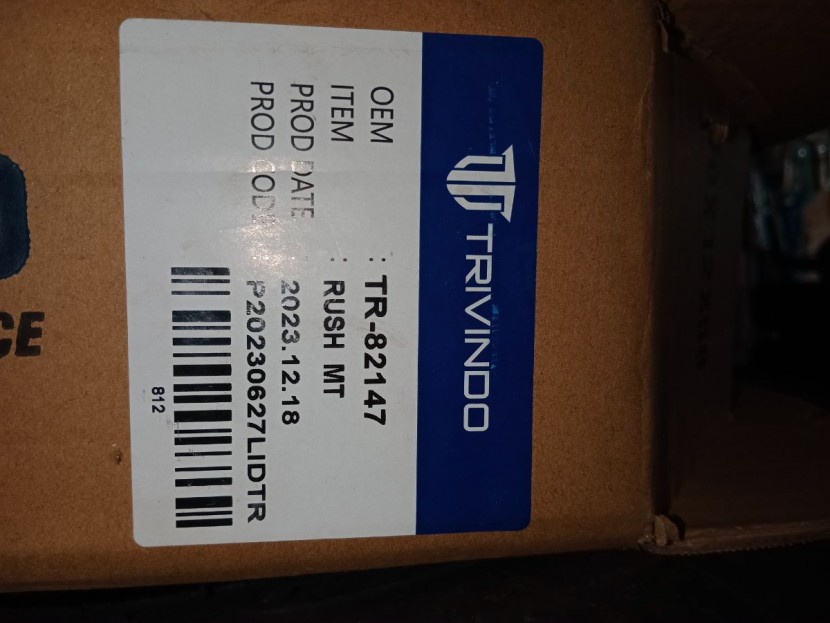 TRIVINDO
OEM : TR-82147
ITEM : RUSH MT
PROD DATE : 2023.12.18
PROD CODE P20230627LIDTR
812
CE